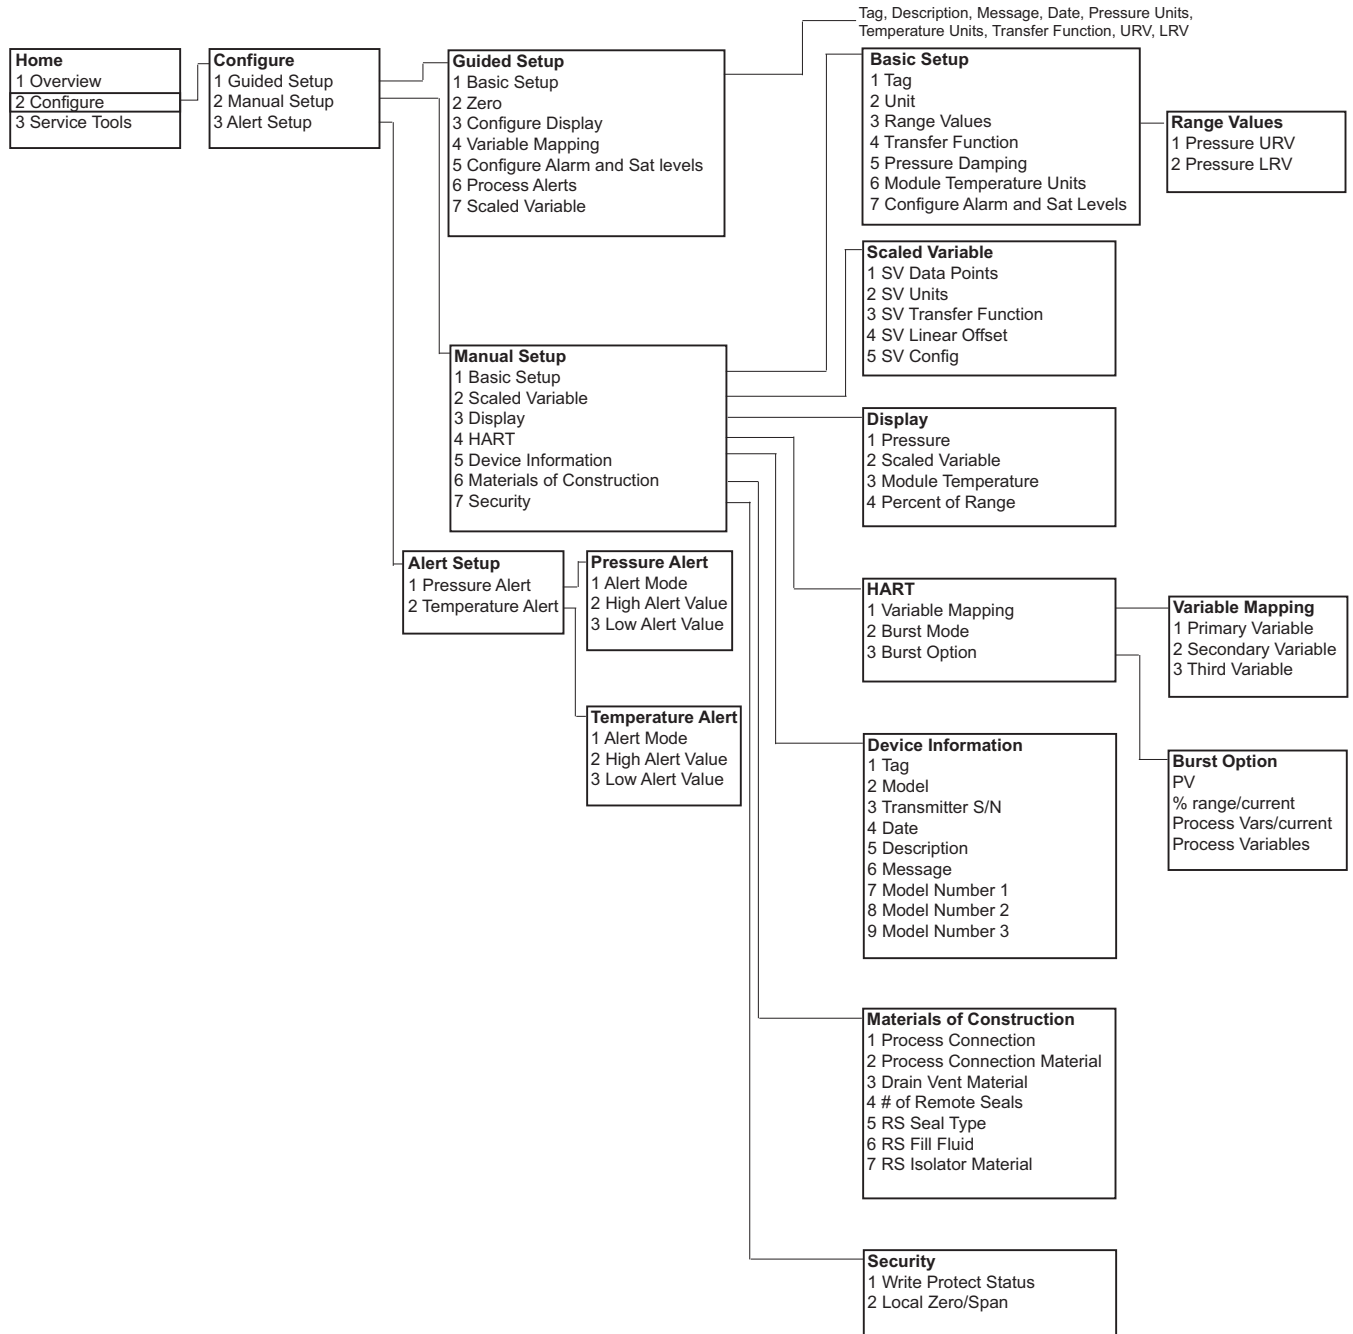 Tag, Description, Message, Date, Pressure Units,
Temperature Units, Transfer Function, URV, LRV
Home
1 Overview
2 Configure
3 Service Tools
Configure
1 Guided Setup
2 Manual Setup
3 Alert Setup
Guided Setup
1 Basic Setup
2 Zero
3 Configure Display
4 Variable Mapping
5 Configure Alarm and Sat levels
6 Process Alerts
7 Scaled Variable
Basic Setup
1 Tag
2 Unit
3 Range Values
4 Transfer Function
5 Pressure Damping
6 Module Temperature Units
7 Configure Alarm and Sat Levels
Range Values
1 Pressure URV
2 Pressure LRV
Scaled Variable
1 SV Data Points
2 SV Units
3 SV Transfer Function
4 SV Linear Offset
5 SV Config
Manual Setup
1 Basic Setup
2 Scaled Variable
3 Display
4 HART
5 Device Information
6 Materials of Construction
7 Security
Display
1 Pressure
2 Scaled Variable
3 Module Temperature
4 Percent of Range
Alert Setup
1 Pressure Alert
2 Temperature Alert
Pressure Alert
1 Alert Mode
2 High Alert Value
3 Low Alert Value
HART
1 Variable Mapping
2 Burst Mode
3 Burst Option
Variable Mapping
1 Primary Variable
2 Secondary Variable
3 Third Variable
Temperature Alert
1 Alert Mode
2 High Alert Value
3 Low Alert Value
Device Information
1 Tag
2 Model
3 Transmitter S/N
4 Date
5 Description
6 Message
7 Model Number 1
8 Model Number 2
9 Model Number 3
Burst Option
PV
% range/current
Process Vars/current
Process Variables
Materials of Construction
1 Process Connection
2 Process Connection Material
3 Drain Vent Material
4 # of Remote Seals
5 RS Seal Type
6 RS Fill Fluid
7 RS Isolator Material
Security
1 Write Protect Status
2 Local Zero/Span